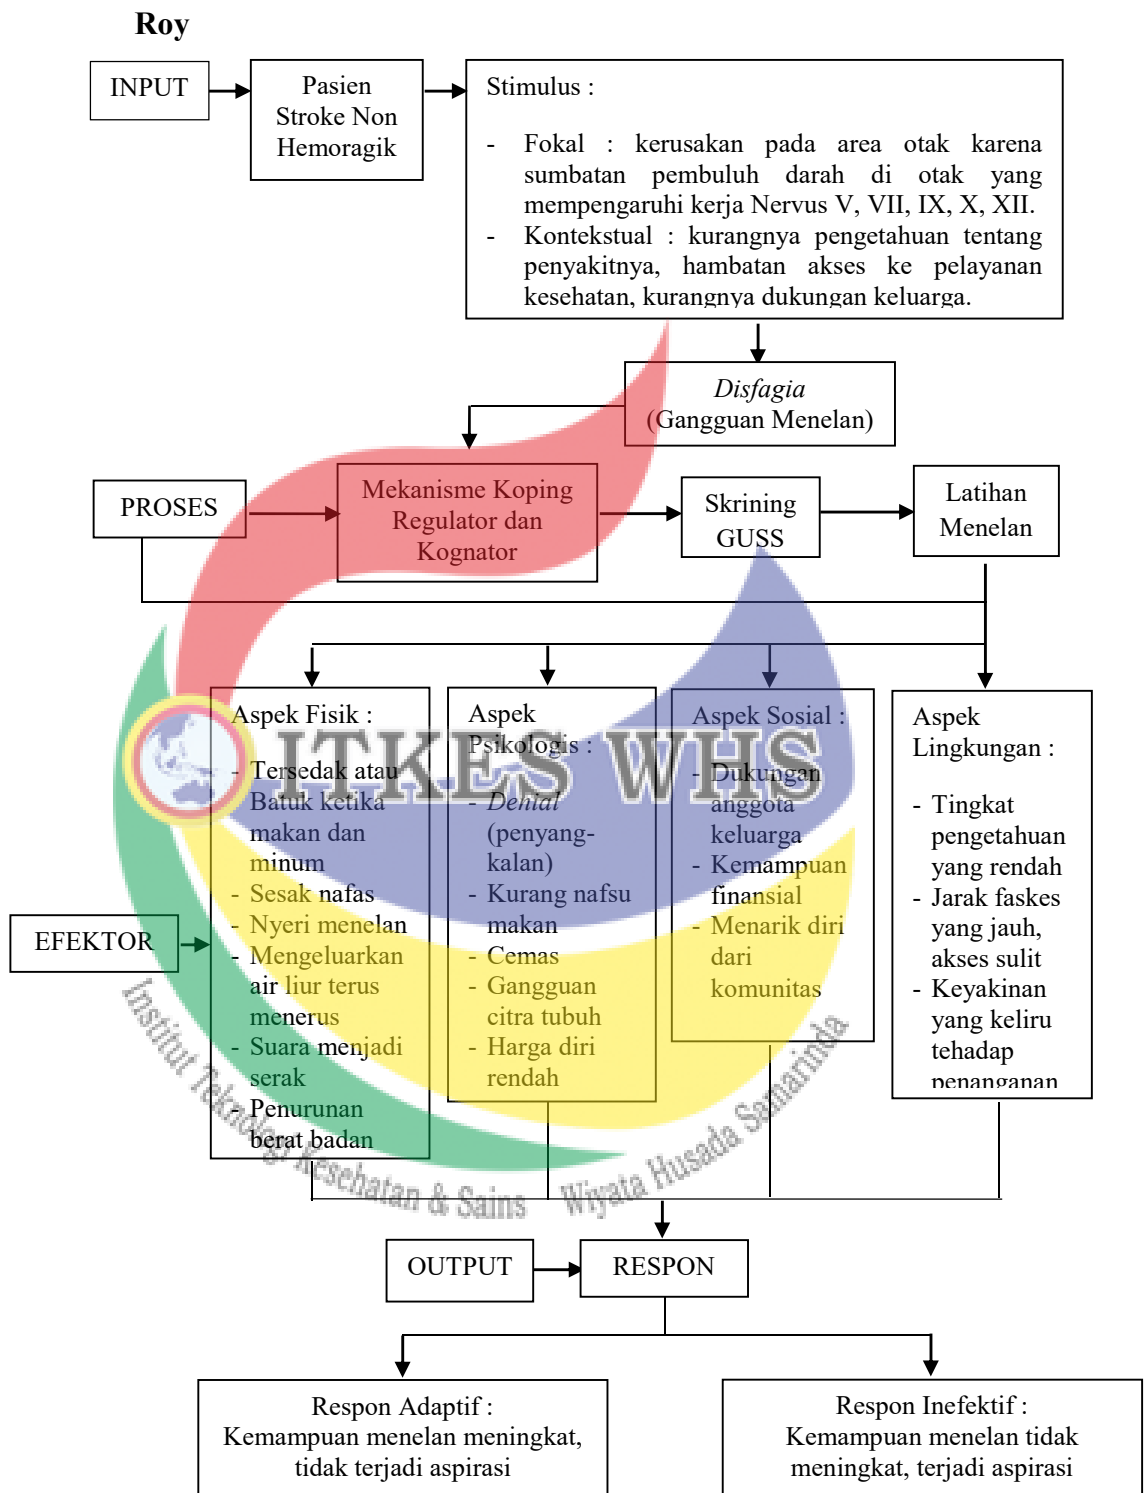 Roy
INPUT
Pasien
Stroke Non
Hemoragik
Stimulus :
- Fokal : kerusakan pada area otak karena
sumbatan pembuluh darah di otak yang
mempengaruhi kerja Nervus V, VII, IX, X, XII.
- Kontekstual : kurangnya pengetahuan tentang
penyakitnya, hambatan akses ke pelayanan
kesehatan, kurangnya dukungan keluarga.
Disfagia
(Gangguan Menelan)
PROSES
Mekanisme Koping
Regulator dan
Kognator
Skrining
GUSS
Latihan
Menelan
Aspek Fisik :
- Tersedak atau
Batuk ketika
makan dan
minum
- Sesak nafas
- Nyeri menelan
- Mengeluarkan
air liur terus
menerus
- Suara menjadi
serak
- Penurunan
berat badan
Aspek
Psikologis :
- Denial
(penyang-
kalan)
- Kurang nafsu
makan
- Cemas
- Gangguan
citra tubuh
- Harga diri
rendah
Aspek Sosial :
- Dukungan
anggota
keluarga
- Kemampuan
finansial
- Menarik diri
dari
komunitas
Aspek
Lingkungan :
- Tingkat
pengetahuan
yang rendah
- Jarak faskes
yang jauh,
akses sulit
- Keyakinan
yang keliru
tehadap
penanganan
EFEKTOR
ITKES WHS
Institut Teknologi Kesehatan & Sains Wiyata Husada Samarinda
OUTPUT
RESPON
Respon Adaptif :
Kemampuan menelan meningkat,
tidak terjadi aspirasi
Respon Inefektif :
Kemampuan menelan tidak
meningkat, terjadi aspirasi